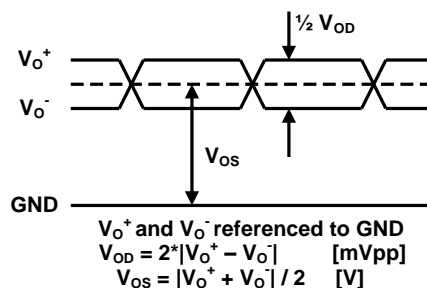 ½ V_OD
V_O⁺
V_O⁻
V_OS
GND
V_O⁺ and V_O⁻ referenced to GND
V_OD = 2*|V_O⁺ – V_O⁻| [mVpp]
V_OS = |V_O⁺ + V_O⁻| / 2 [V]